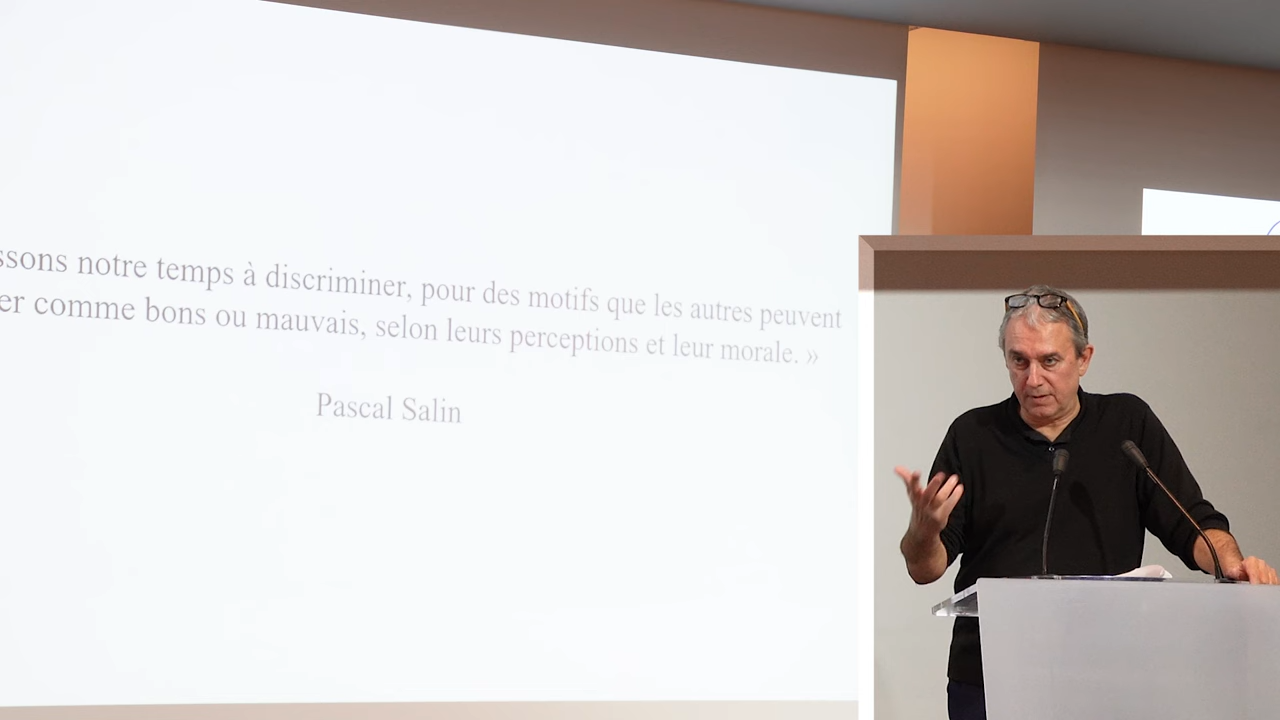 ssons notre temps à discriminer, pour des motifs que les autres peuvent
er comme bons ou mauvais, selon leurs perceptions et leur morale. »
Pascal Salin